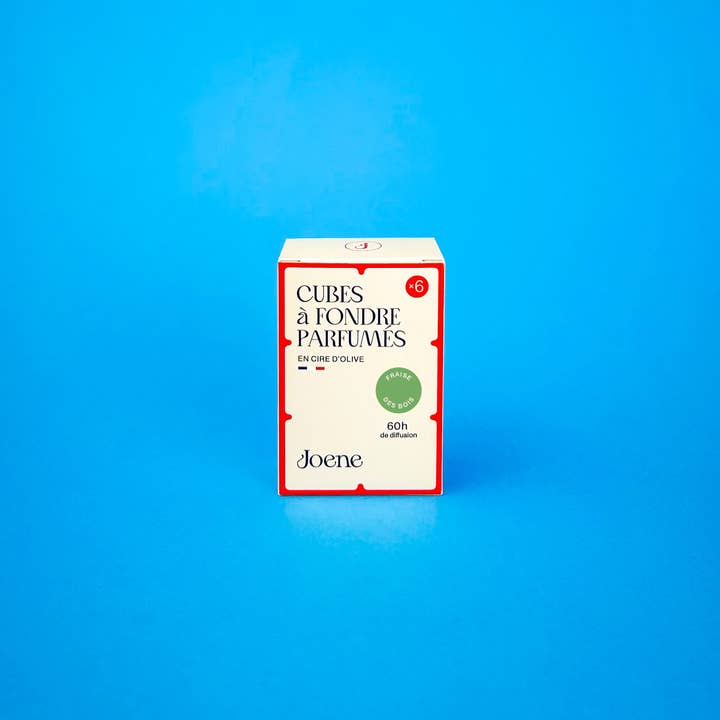 J
CUBES
à FONDRE
PARFUMÉS
×6
EN CIRE D'OLIVE
FRAISE
DES BOIS
60h
de diffusion
Joene